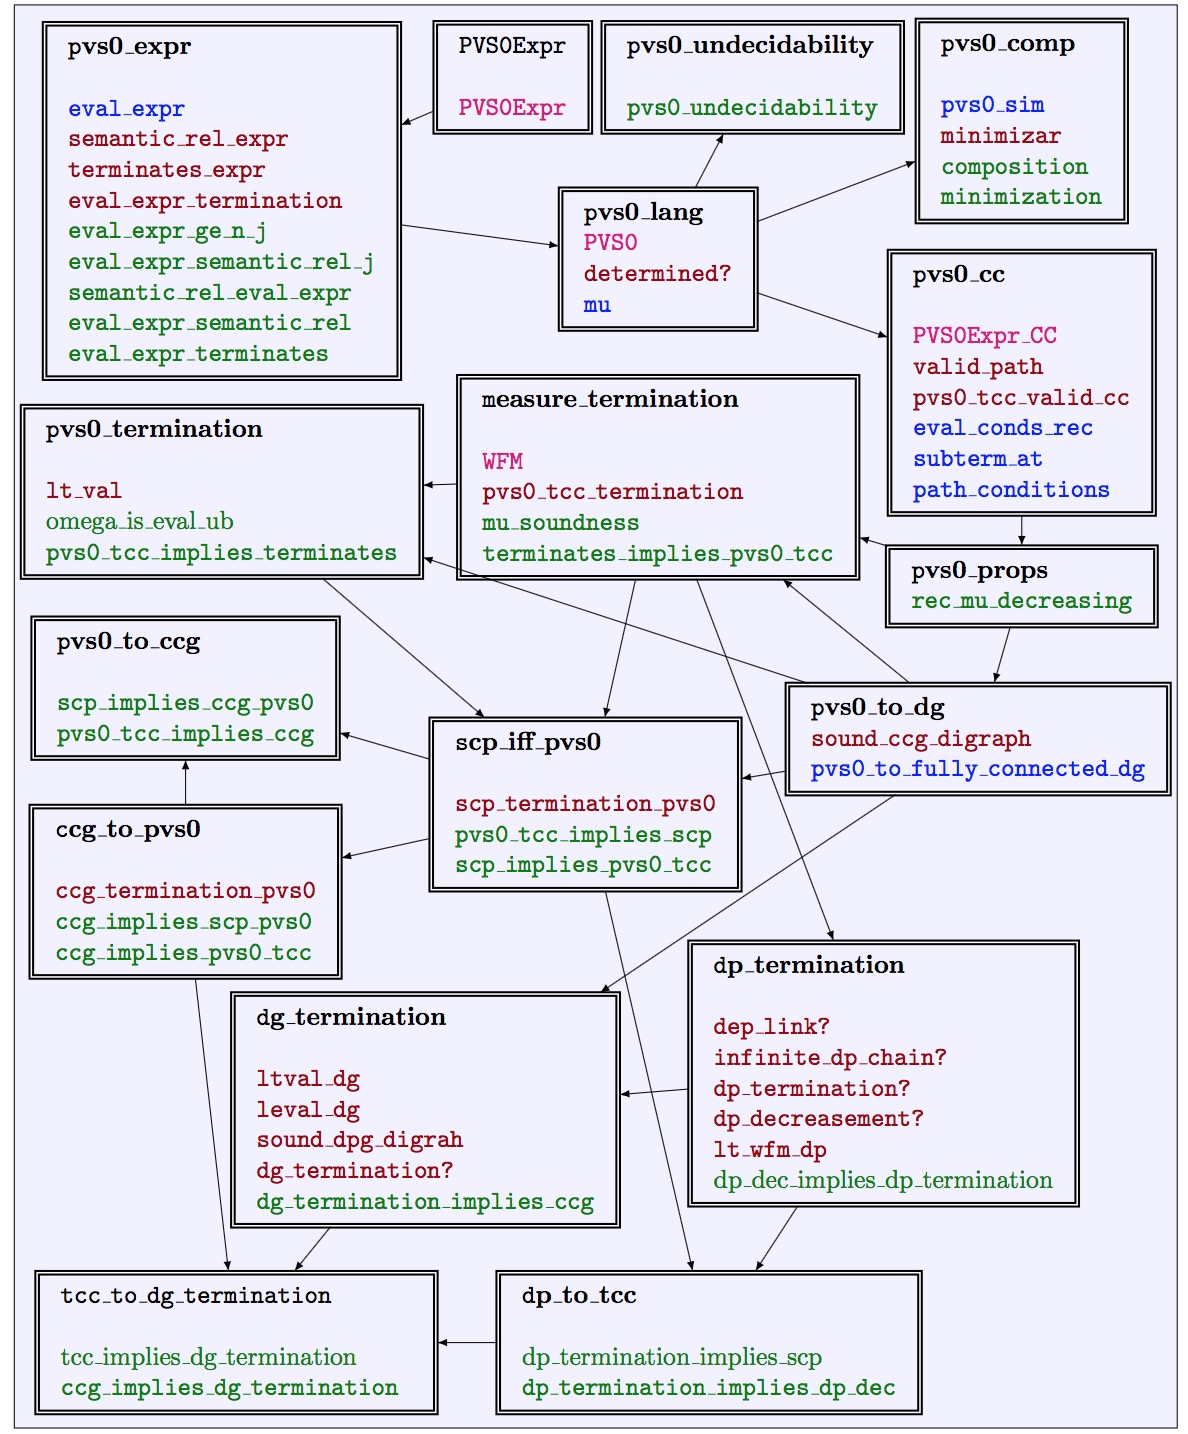 pvs0_expr
eval_expr
semantic_rel_expr
terminates_expr
eval_expr_termination
eval_expr_ge_n_j
eval_expr_semantic_rel_j
semantic_rel_eval_expr
eval_expr_semantic_rel
eval_expr_terminates
PVS0Expr
PVS0Expr
pvs0_undecidability
pvs0_undecidability
pvs0_comp
pvs0_sim
minimizar
composition
minimization
pvs0_lang
PVS0
determined?
mu
pvs0_cc
PVS0Expr_CC
valid_path
pvs0_tcc_valid_cc
eval_conds_rec
subterm_at
path_conditions
pvs0_termination
lt_val
omega_is_eval_ub
pvs0_tcc_implies_terminates
measure_termination
WFM
pvs0_tcc_termination
mu_soundness
terminates_implies_pvs0_tcc
pvs0_props
rec_mu_decreasing
pvs0_to_ccg
scp_implies_ccg_pvs0
pvs0_tcc_implies_ccg
scp_iff_pvs0
scp_termination_pvs0
pvs0_tcc_implies_scp
scp_implies_pvs0_tcc
pvs0_to_dg
sound_ccg_digraph
pvs0_to_fully_connected_dg
ccg_to_pvs0
ccg_termination_pvs0
ccg_implies_scp_pvs0
ccg_implies_pvs0_tcc
dg_termination
ltval_dg
leval_dg
sound_dpg_digrah
dg_termination?
dg_termination_implies_ccg
dp_termination
dep_link?
infinite_dp_chain?
dp_termination?
dp_decreasement?
lt_wfm_dp
dp_dec_implies_dp_termination
tcc_to_dg_termination
tcc_implies_dg_termination
ccg_implies_dg_termination
dp_to_tcc
dp_termination_implies_scp
dp_termination_implies_dp_dec